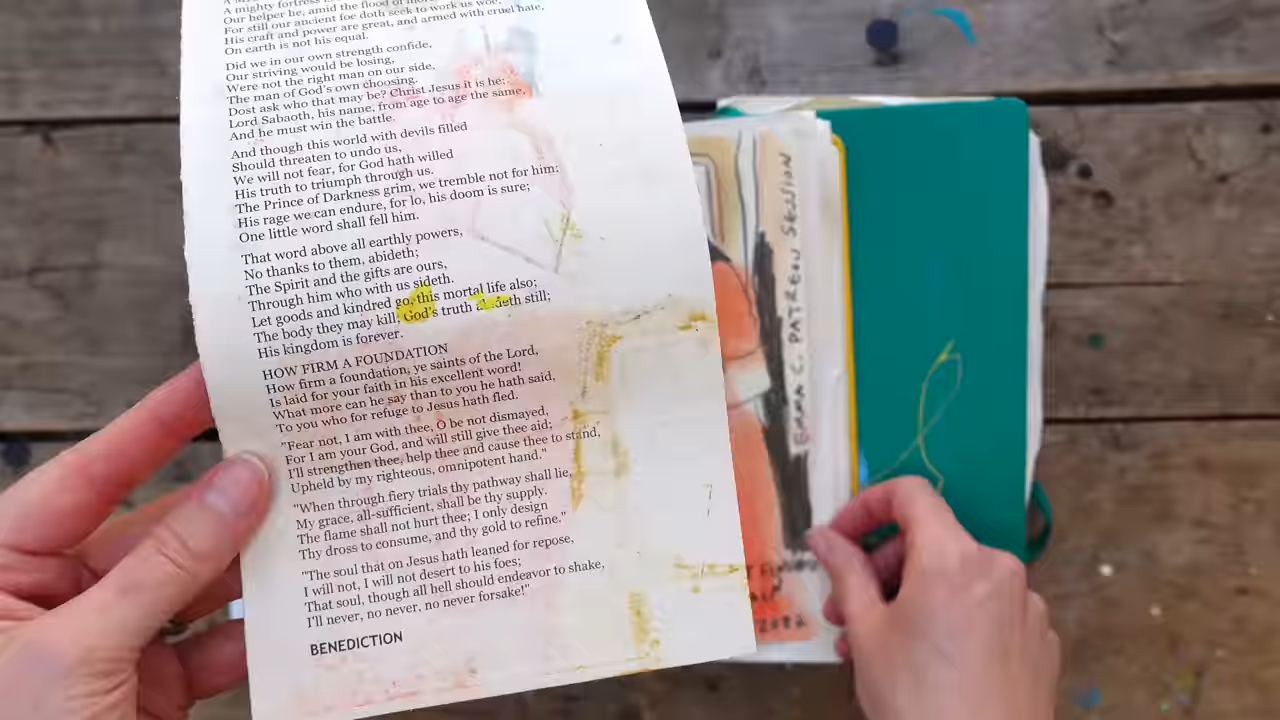 A mighty fortress is
Our helper he, amid the flood of mortal
For still our ancient foe doth seek to work us woe.
His craft and power are great, and armed with cruel hate,
On earth is not his equal.
Did we in our own strength confide,
Our striving would be losing,
Were not the right man on our side,
The man of God's own choosing.
Dost ask who that may be? Christ Jesus it is he;
Lord Sabaoth, his name, from age to age the same,
And he must win the battle.
And though this world with devils filled
Should threaten to undo us,
We will not fear, for God hath willed
His truth to triumph through us.
The Prince of Darkness grim, we tremble not for him;
His rage we can endure, for lo, his doom is sure;
One little word shall fell him.
That word above all earthly powers,
No thanks to them, abideth;
The Spirit and the gifts are ours,
Through him who with us sideth.
Let goods and kindred go, this mortal life also;
The body they may kill: God's truth abideth still;
His kingdom is forever.
HOW FIRM A FOUNDATION
How firm a foundation, ye saints of the Lord,
Is laid for your faith in his excellent word!
What more can he say than to you he hath said,
To you who for refuge to Jesus hath fled.
"Fear not, I am with thee, O be not dismayed,
For I am your God, and will still give thee aid;
I'll strengthen thee, help thee and cause thee to stand,
Upheld by my righteous, omnipotent hand."
"When through fiery trials thy pathway shall lie,
My grace, all-sufficient, shall be thy supply.
The flame shall not hurt thee; I only design
Thy dross to consume, and thy gold to refine."
"The soul that on Jesus hath leaned for repose,
I will not, I will not desert to his foes;
That soul, though all hell should endeavor to shake,
I'll never, no never, no never forsake!"
BENEDICTION
EMMA C. PATREON SESSION